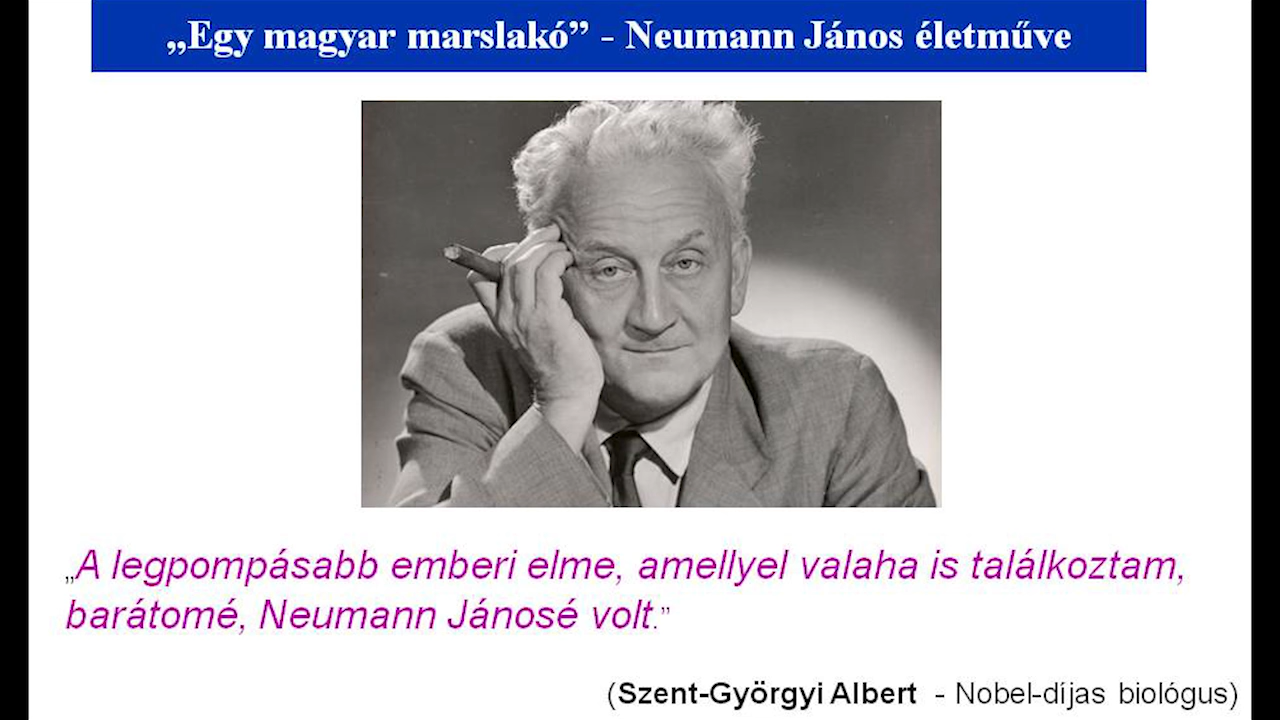 „Egy magyar marslakó” - Neumann János életműve
„A legpompásabb emberi elme, amellyel valaha is találkoztam,
barátomé, Neumann Jánosé volt.”
(Szent-Györgyi Albert - Nobel-díjas biológus)